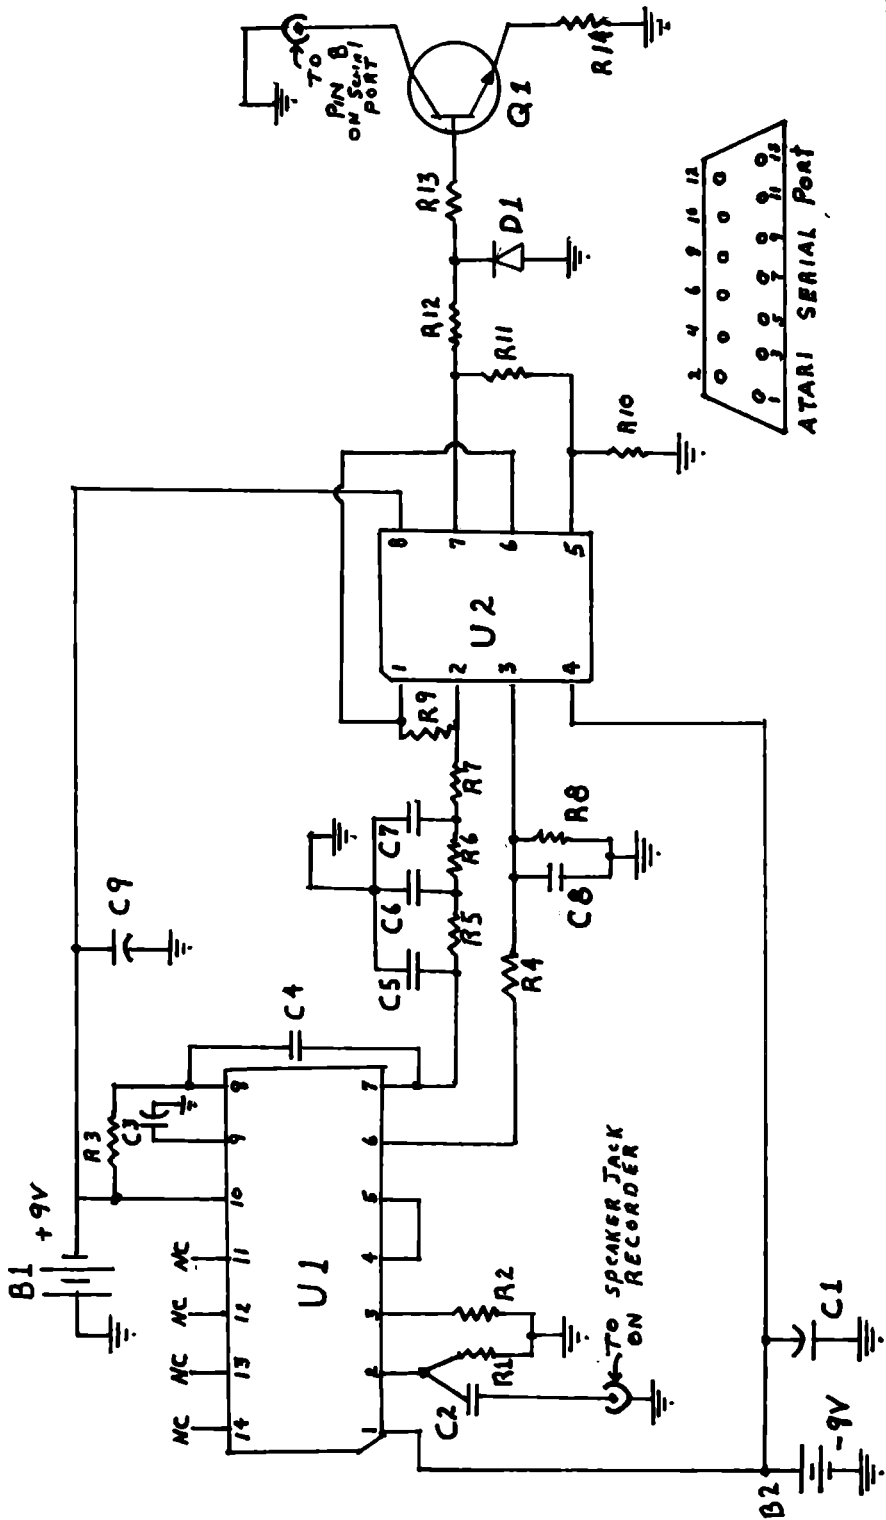 B1
+9V
R3
C3
C4
C9
NC
NC
NC
NC
14
13
12
11
10
9
8
U1
1
2
3
4
5
6
7
C2
R1
R2
TO SPEAKER JACK
ON RECORDER
B2
-9V
C1
C5
C6
C7
R5
R6
R7
R4
C8
R8
R9
1
2
3
4
U2
8
7
6
5
R10
R11
R12
D1
R13
Q1
R14
TO
PIN B
ON SERIAL
PORT
2
4
6
8
10
12
1
3
5
7
9
11
13
ATARI SERIAL PORT